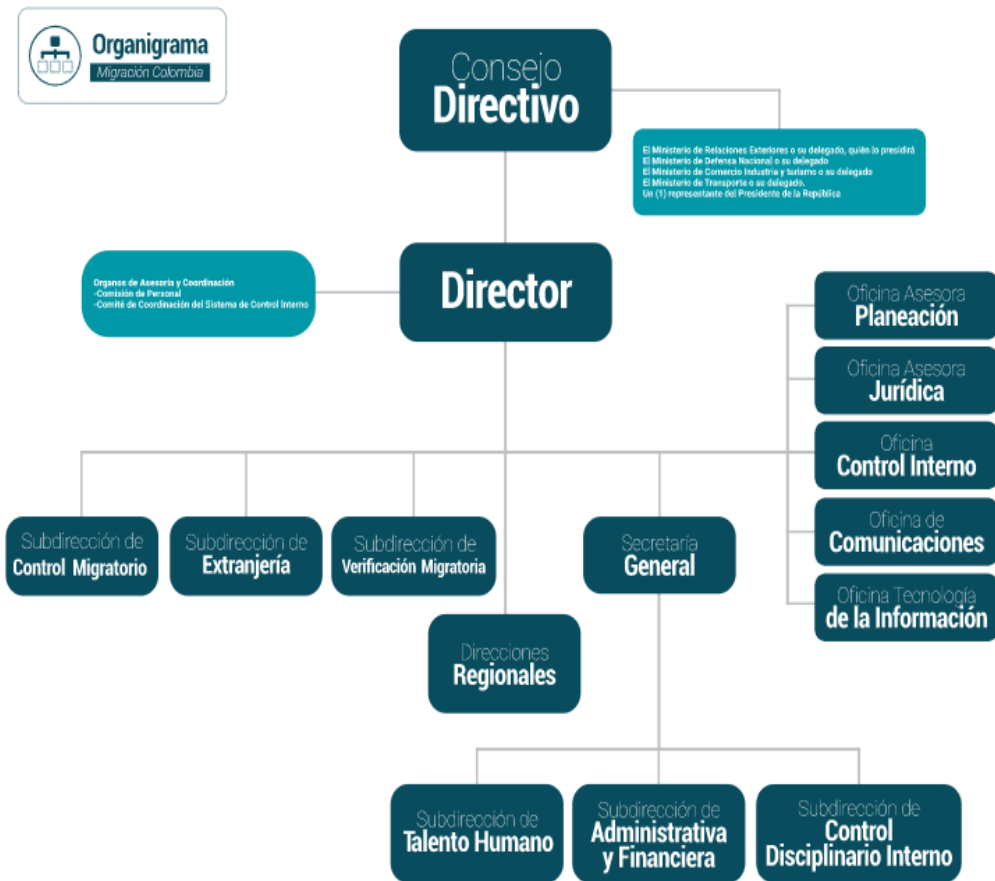 Organigrama
Migración Colombia
Consejo
Directivo
El Ministerio de Relaciones Exteriores o su delegado, quién lo presidirá
El Ministerio de Defensa Nacional o su delegado
El Ministerio de Comercio Industria y turismo o su delegado
El Ministerio de Transporte o su delegado.
Un (1) representante del Presidente de la República
Director
Organos de Asesoría y Coordinación
-Comisión de Personal
-Comité de Coordinación del Sistema de Control Interno
Oficina Asesora
Planeación
Oficina Asesora
Jurídica
Oficina
Control Interno
Oficina de
Comunicaciones
Oficina Tecnología
de la Información
Subdirección de
Control Migratorio
Subdirección de
Extranjería
Subdirección de
Verificación Migratoria
Secretaría
General
Direcciones
Regionales
Subdirección de
Talento Humano
Subdirección de
Administrativa
y Financiera
Subdirección de
Control
Disciplinario Interno